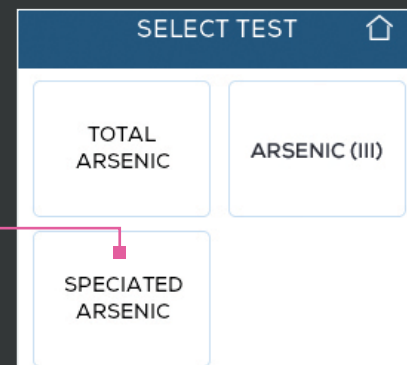 SELECT TEST
TOTAL
ARSENIC
ARSENIC (III)
SPECIATED
ARSENIC